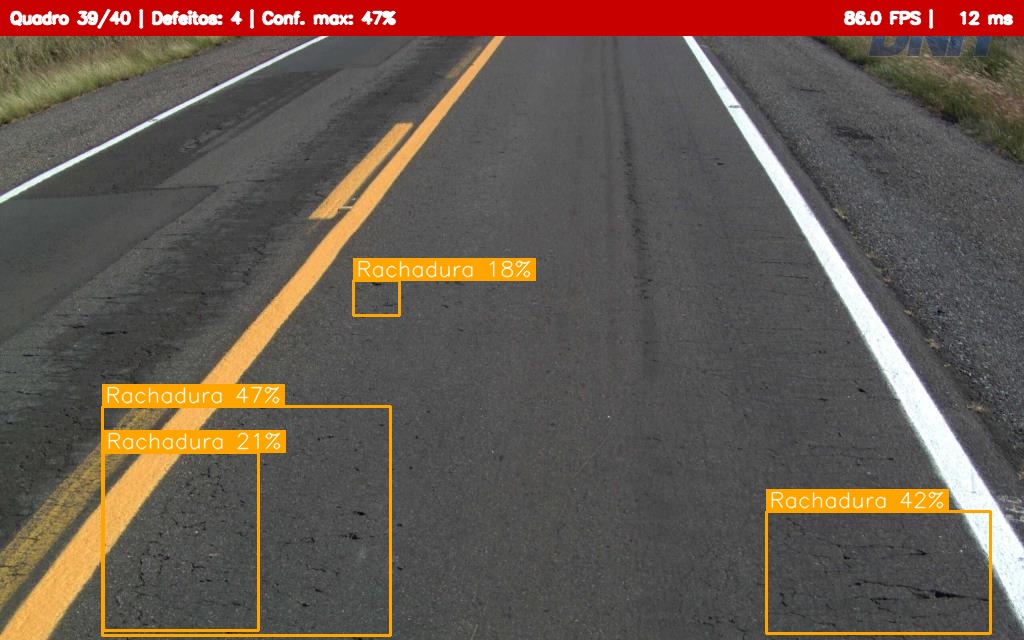 Quadro 39/40 | Defeitos: 4 | Conf. max: 47%
86.0 FPS | 12 ms
DNIT
Rachadura 18%
Rachadura 47%
Rachadura 21%
Rachadura 42%